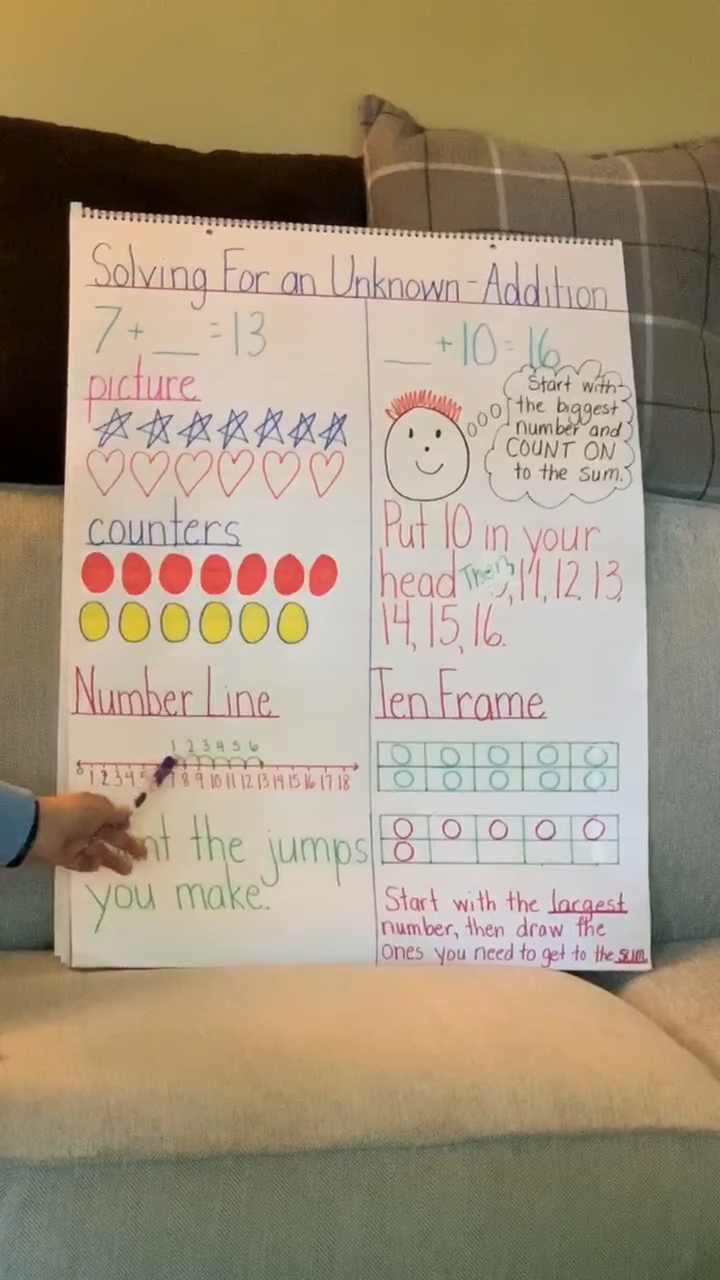 Solving For an Unknown - Addition
7 + __ = 13
picture
counters
Number Line
1 2 3 4 5 6
0 1 2 3 4 5 7 8 9 10 11 12 13 14 15 16 17 18
the jumps
you make.
__ + 10 = 16
Start with
the biggest
number and
COUNT ON
to the sum.
Put 10 in your
head Then, 11, 12, 13,
14, 15, 16.
Ten Frame
Start with the largest
number, then draw the
ones you need to get to the sum.